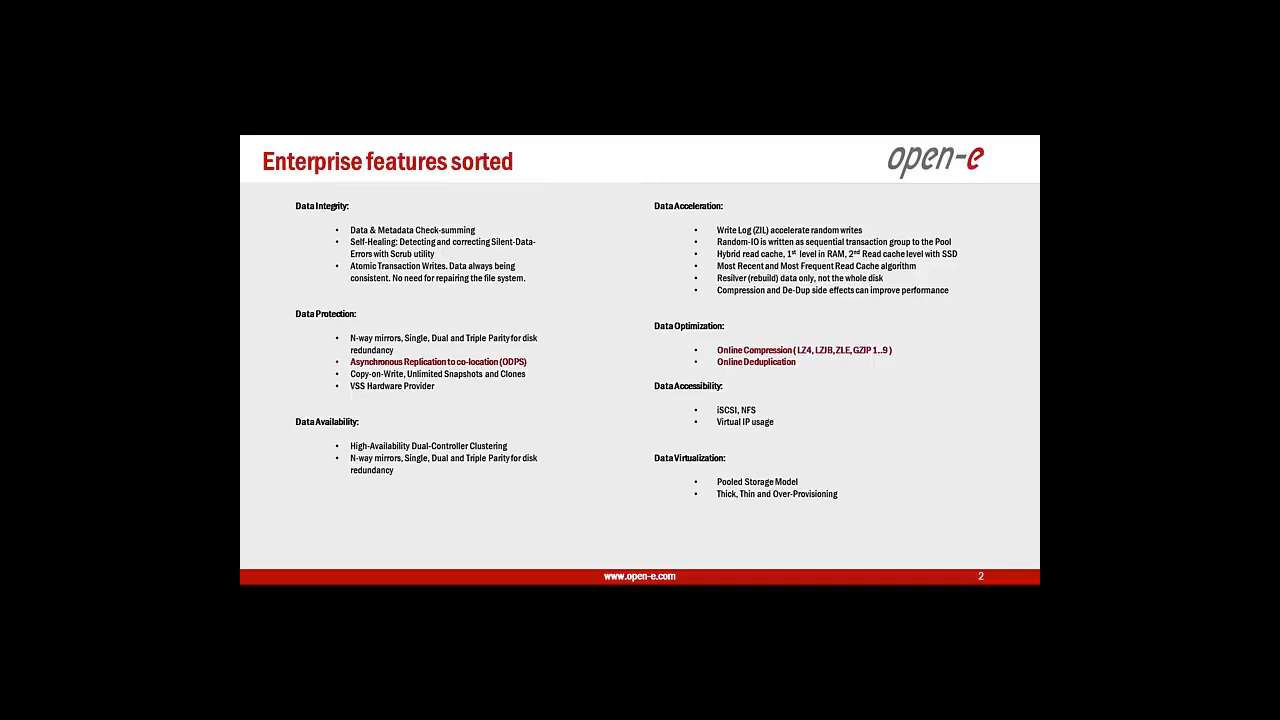 Enterprise features sorted
open-e
Data Integrity:
• Data & Metadata Check-summing
• Self-Healing: Detecting and correcting Silent-Data-
Errors with Scrub utility
• Atomic Transaction Writes. Data always being
consistent. No need for repairing the file system.
Data Protection:
• N-way mirrors, Single, Dual and Triple Parity for disk
redundancy
• Asynchronous Replication to co-location (ODPS)
• Copy-on-Write, Unlimited Snapshots and Clones
• VSS Hardware Provider
Data Availability:
• High-Availability Dual-Controller Clustering
• N-way mirrors, Single, Dual and Triple Parity for disk
redundancy
Data Acceleration:
• Write Log (ZIL) accelerate random writes
• Random-IO is written as sequential transaction group to the Pool
• Hybrid read cache, 1st level in RAM, 2nd Read cache level with SSD
• Most Recent and Most Frequent Read Cache algorithm
• Resilver (rebuild) data only, not the whole disk
• Compression and De-Dup side effects can improve performance
Data Optimization:
• Online Compression ( LZ4, LZJB, ZLE, GZIP 1..9 )
• Online Deduplication
Data Accessibility:
• iSCSI, NFS
• Virtual IP usage
Data Virtualization:
• Pooled Storage Model
• Thick, Thin and Over-Provisioning
www.open-e.com
2